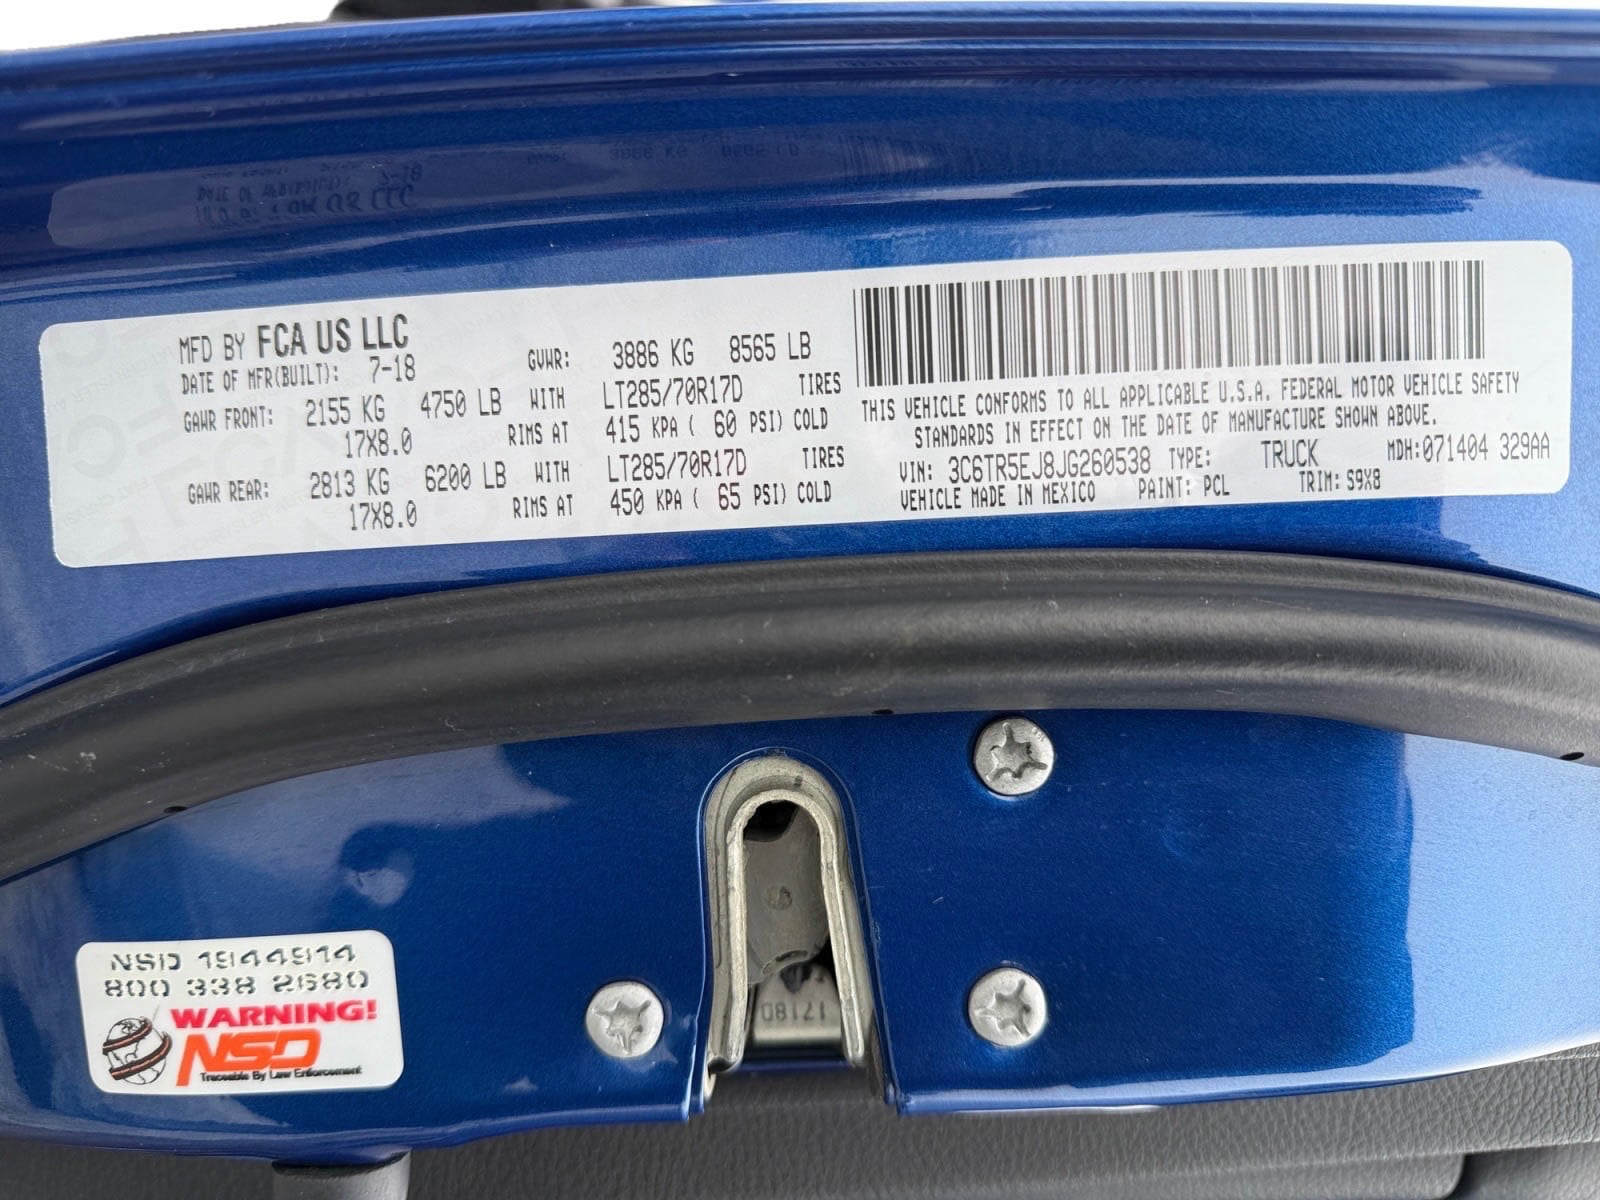 MFD BY FCA US LLC
DATE OF MFR(BUILT): 7-18
GVWR: 3886 KG 8565 LB
GAWR FRONT: 2155 KG 4750 LB WITH LT285/70R17D TIRES
17X8.0 RIMS AT 415 KPA ( 60 PSI) COLD
GAWR REAR: 2813 KG 6200 LB WITH LT285/70R17D
17X8.0 RIMS AT 450 KPA ( 65 PSI) COLD
THIS VEHICLE CONFORMS TO ALL APPLICABLE U.S.A. FEDERAL MOTOR VEHICLE SAFETY
STANDARDS IN EFFECT ON THE DATE OF MANUFACTURE SHOWN ABOVE.
VIN: 3C6TR5EJ8JG260538 TYPE: TRUCK MDH:071404 329AA
VEHICLE MADE IN MEXICO PAINT: PCL TRIM: S9X8
NSD 1944914
800 338 2680
WARNING!
NSD
Traceable By Law Enforcement
1718D